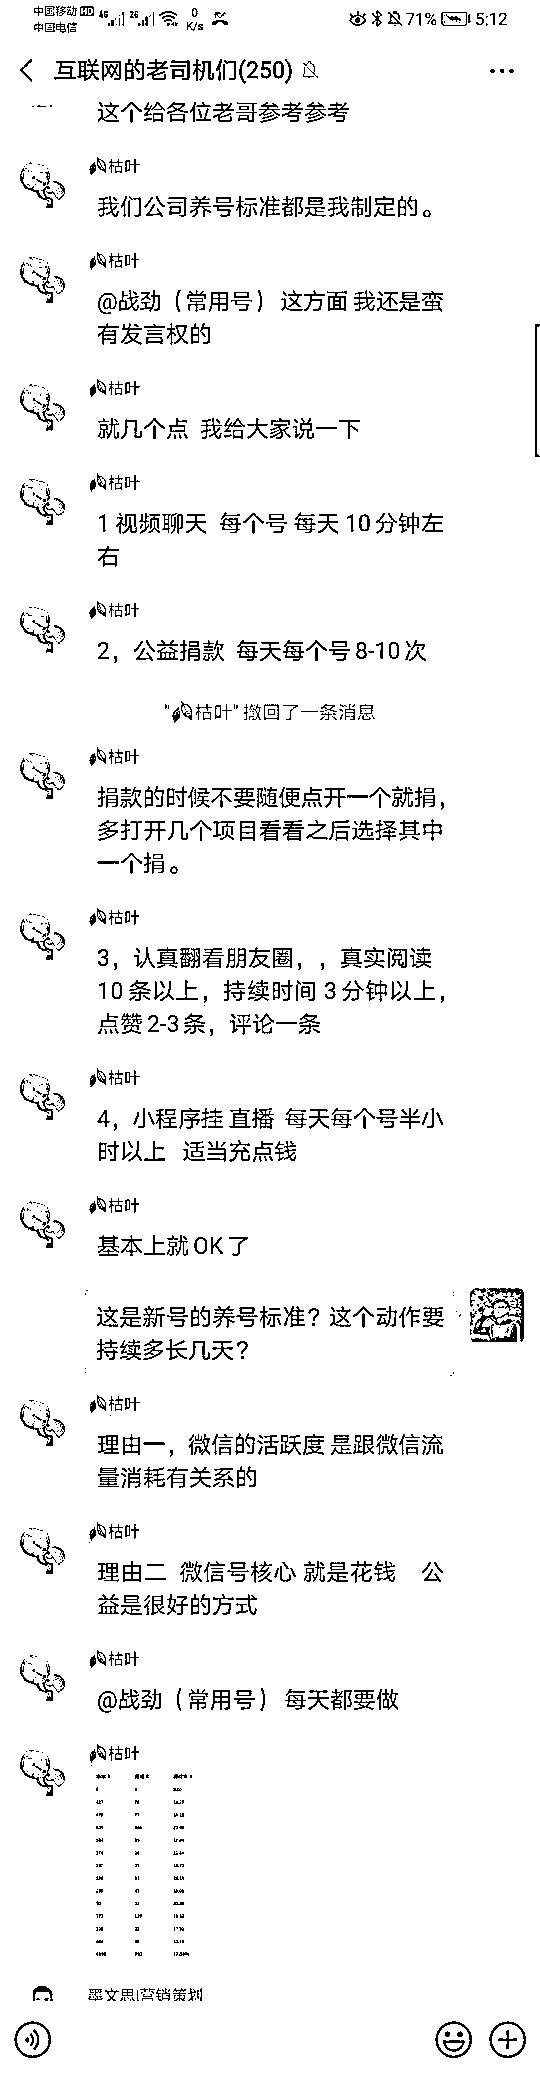 中国移动 HD 4G 2G 0 71% 5:12
中国电信 K/s
互联网的老司机们(250)
这个给各位老哥参考参考
枯叶
我们公司养号标准都是我制定的。
枯叶
@战劲（常用号） 这方面 我还是蛮
有发言权的
枯叶
就几个点 我给大家说一下
枯叶
1 视频聊天 每个号 每天 10 分钟左
右
枯叶
2，公益捐款 每天每个号 8-10 次
"枯叶" 撤回了一条消息
枯叶
捐款的时候不要随便点开一个就捐，
多打开几个项目看看之后选择其中
一个捐。
枯叶
3，认真翻看朋友圈，，真实阅读
10 条以上，持续时间 3 分钟以上，
点赞 2-3 条，评论一条
枯叶
4，小程序挂 直播 每天每个号半小
时以上 适当充点钱
枯叶
基本上就 OK 了
这是新号的养号标准？这个动作要
持续多长几天？
枯叶
理由一，微信的活跃度 是跟微信流
量消耗有关系的
枯叶
理由二 微信号核心 就是花钱 公
益是很好的方式
枯叶
@战劲（常用号） 每天都要做
枯叶
墨文思|营销策划